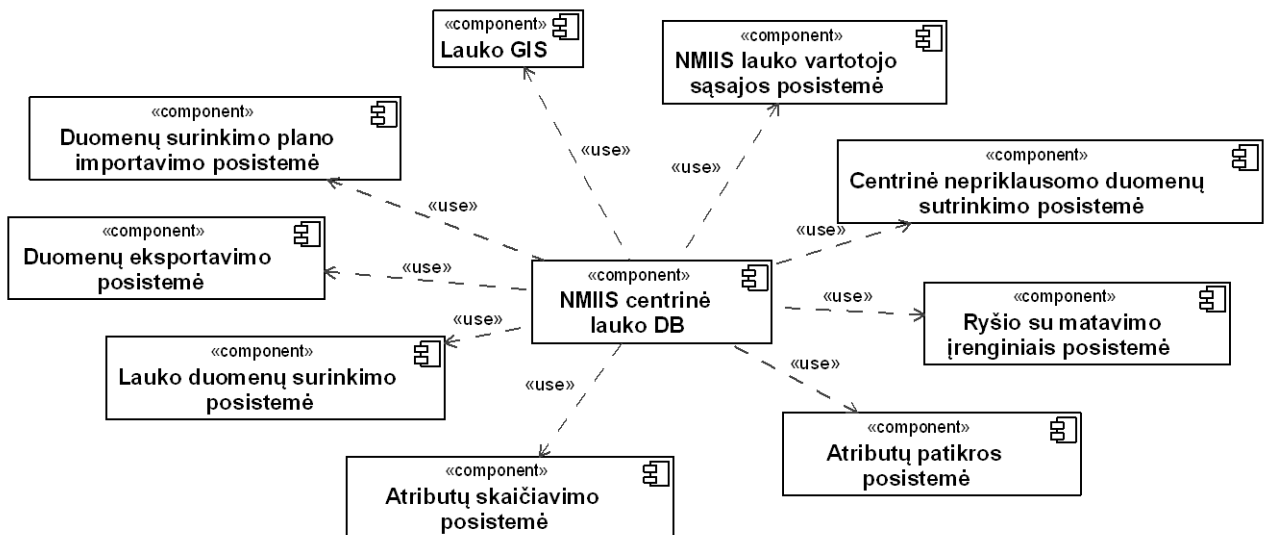 «component»
Lauko GIS
«component»
NMIIS lauko vartotojo
sąsajos posistemė
«component»
Duomenų surinkimo plano
importavimo posistemė
«use»
«use»
«component»
Centrinė nepriklausomo duomenų
sutrinkimo posistemė
«use»
«use»
«component»
Duomenų eksportavimo
posistemė
«use»
«component»
NMIIS centrinė
lauko DB
«use»
«component»
Ryšio su matavimo
įrenginiais posistemė
«use»
«component»
Lauko duomenų surinkimo
posistemė
«use»
«use»
«component»
Atributų patikros
posistemė
«component»
Atributų skaičiavimo
posistemė